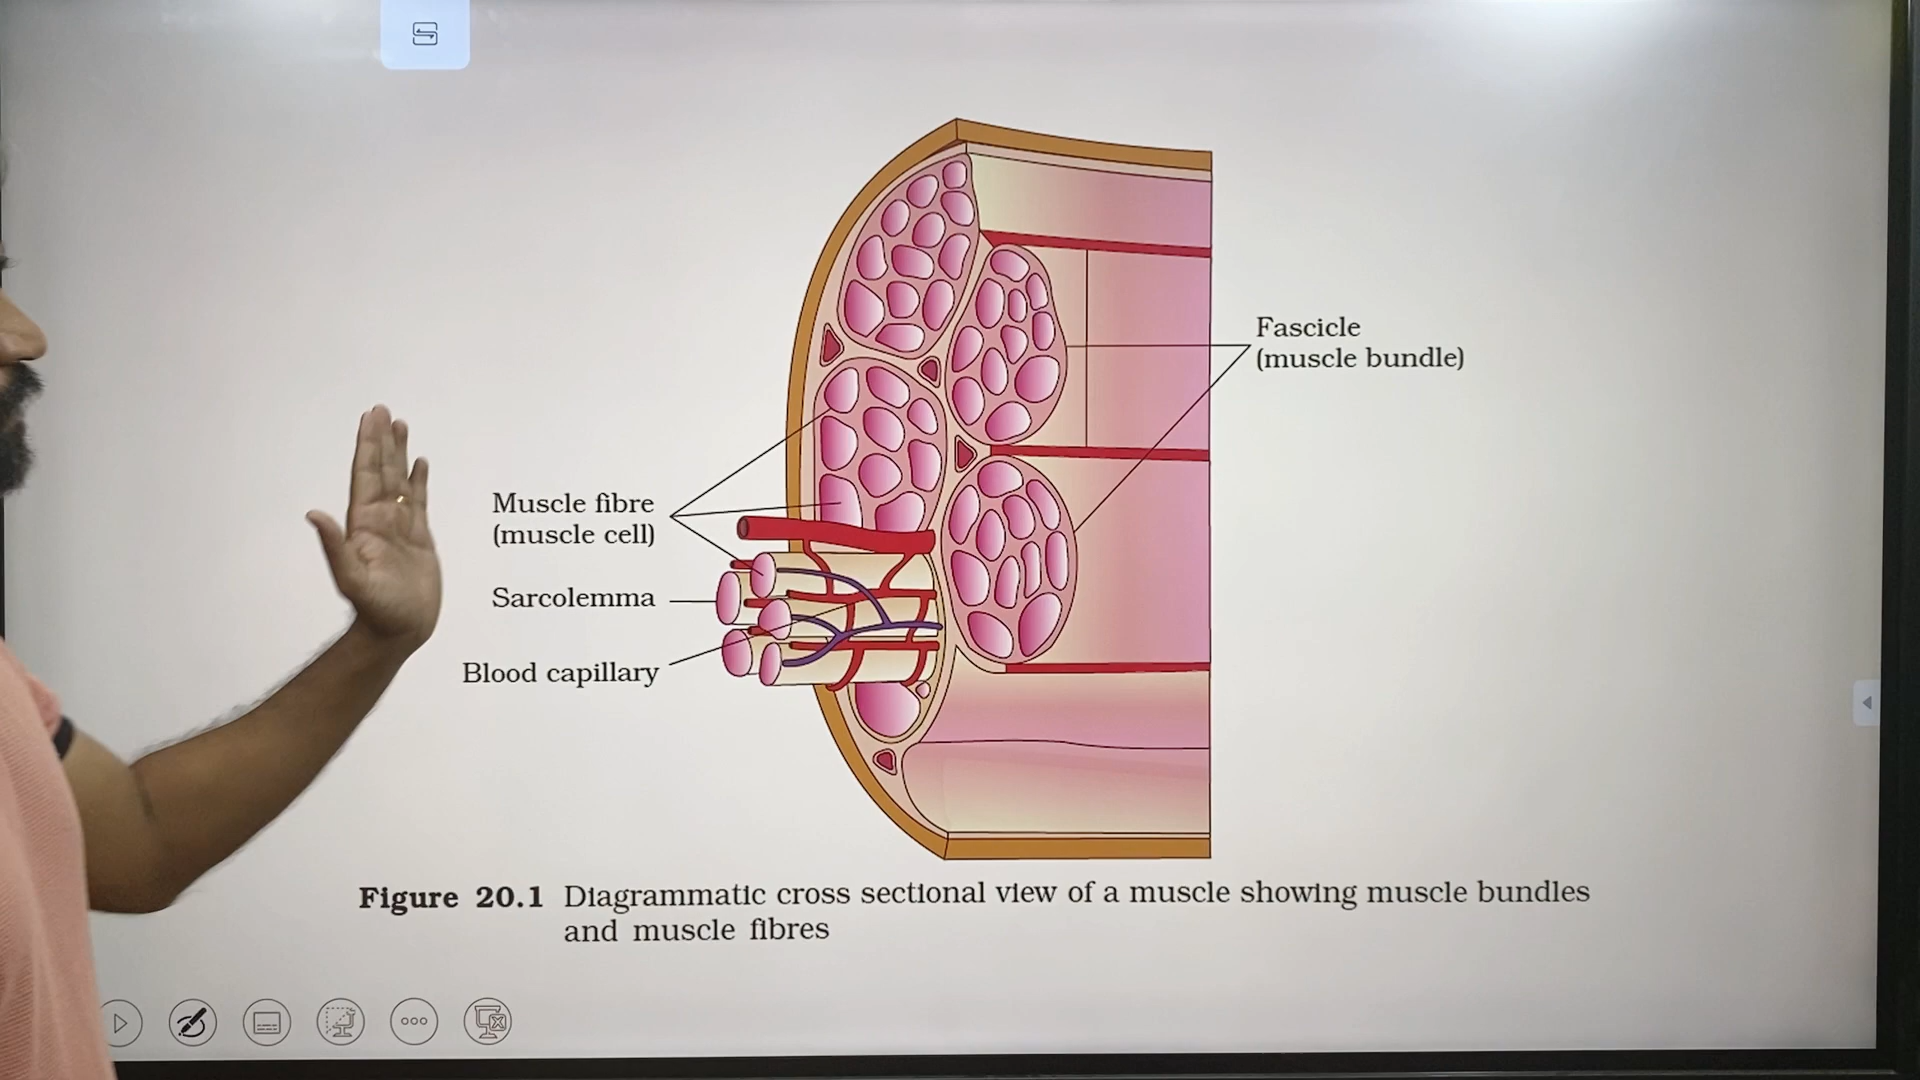 Fascicle
(muscle bundle)
Muscle fibre
(muscle cell)
Sarcolemma
Blood capillary
Figure 20.1 Diagrammatic cross sectional view of a muscle showing muscle bundles
and muscle fibres